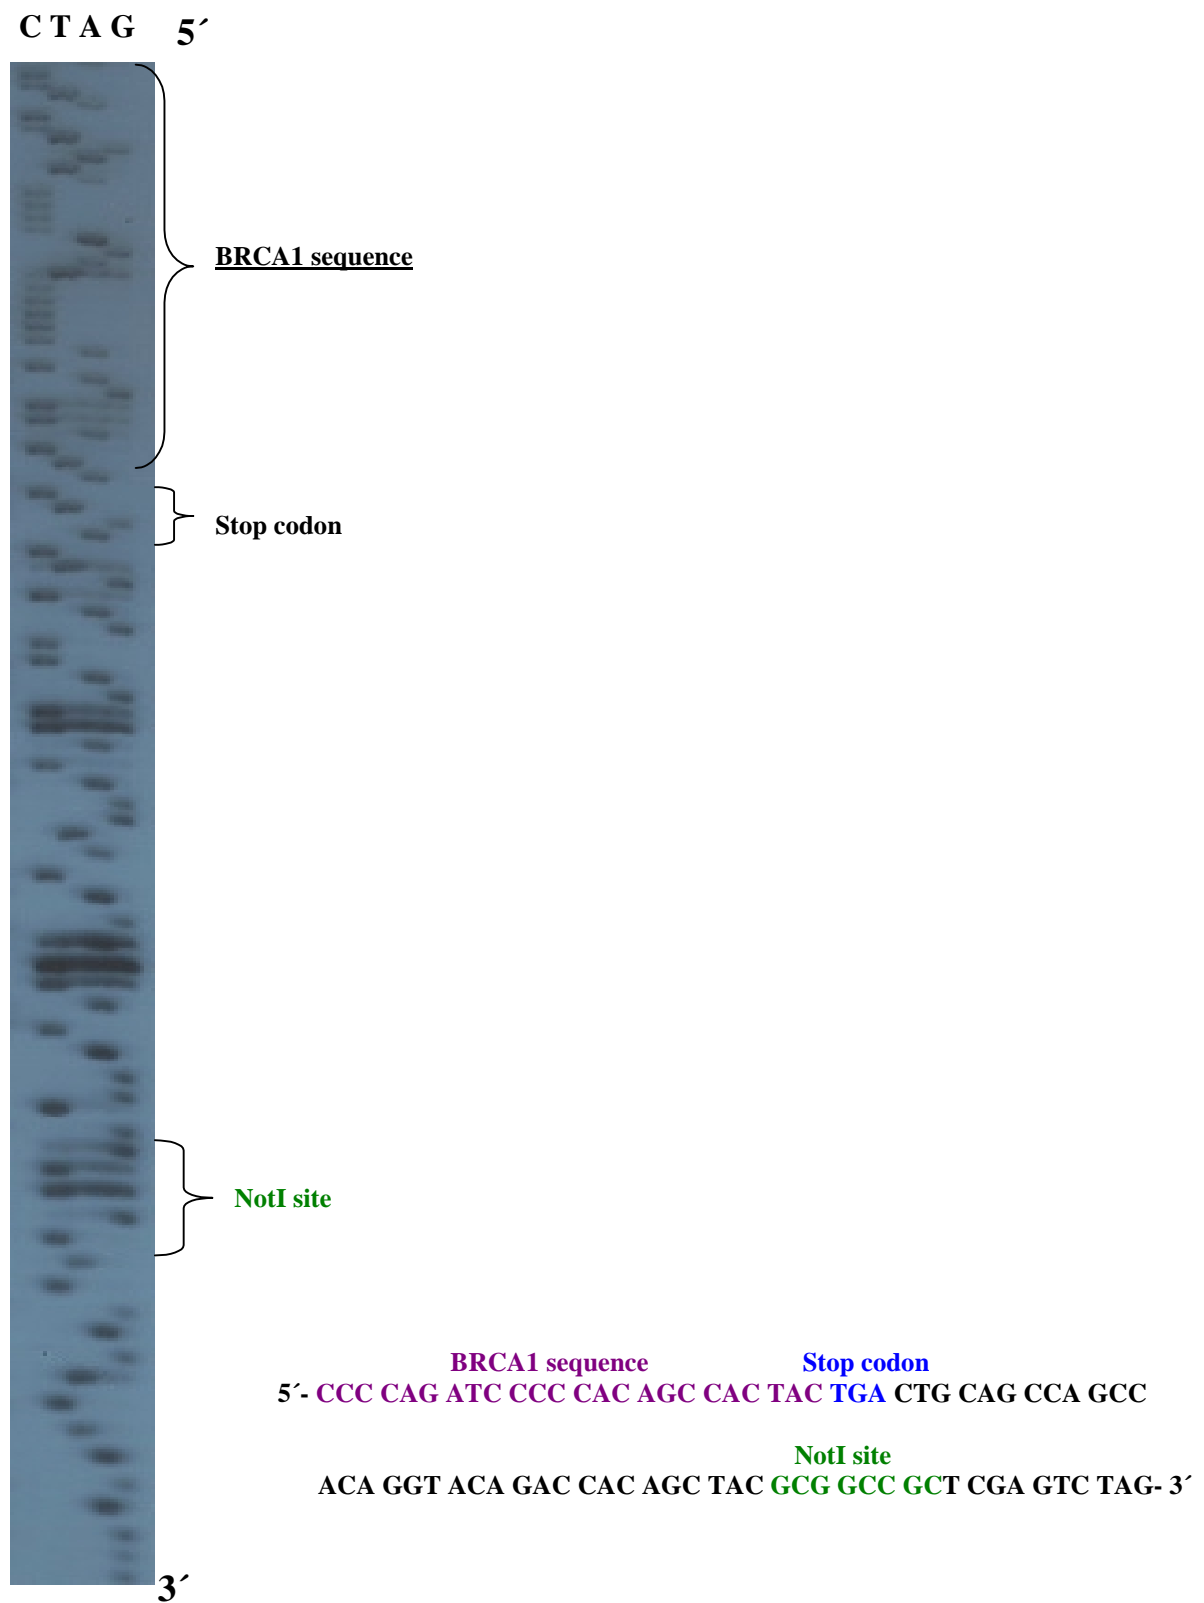 C T A G 5´
BRCA1 sequence
Stop codon
NotI site
BRCA1 sequence Stop codon
5´- CCC CAG ATC CCC CAC AGC CAC TAC TGA CTG CAG CCA GCC
NotI site
ACA GGT ACA GAC CAC AGC TAC GCG GCC GCT CGA GTC TAG- 3´
3´